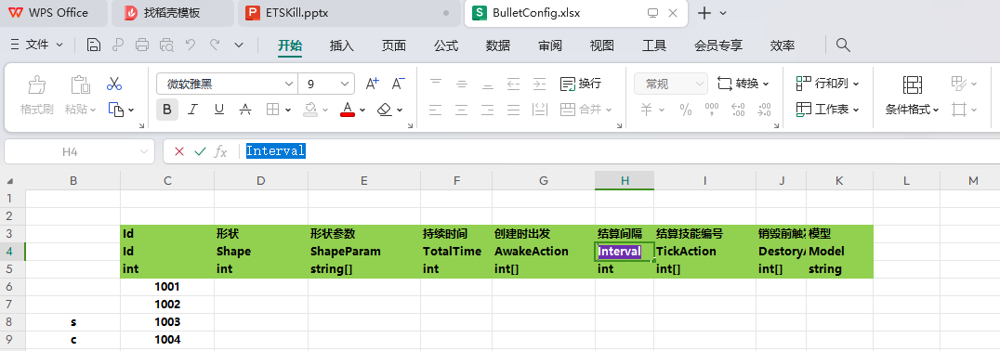 WPS Office 找稻壳模板 ETSKill.pptx BulletConfig.xlsx
文件 开始 插入 页面 公式 数据 审阅 视图 工具 会员专享 效率
格式刷 粘贴 微软雅黑 9 A+ A- 换行 常规 转换 行和列 条件格式
B I U A A 合并 羊 % 工作表
H4 fx Interval
B C D E F G H I J K L M
1
2
3 Id 形状 形状参数 持续时间 创建时出发 结算间隔 结算技能编号 销毁前触 模型
4 Id Shape ShapeParam TotalTime AwakeAction Interval TickAction Destory Model
5 int int string[] int int[] int int[] int[] string
6 1001
7 1002
8 s 1003
9 c 1004